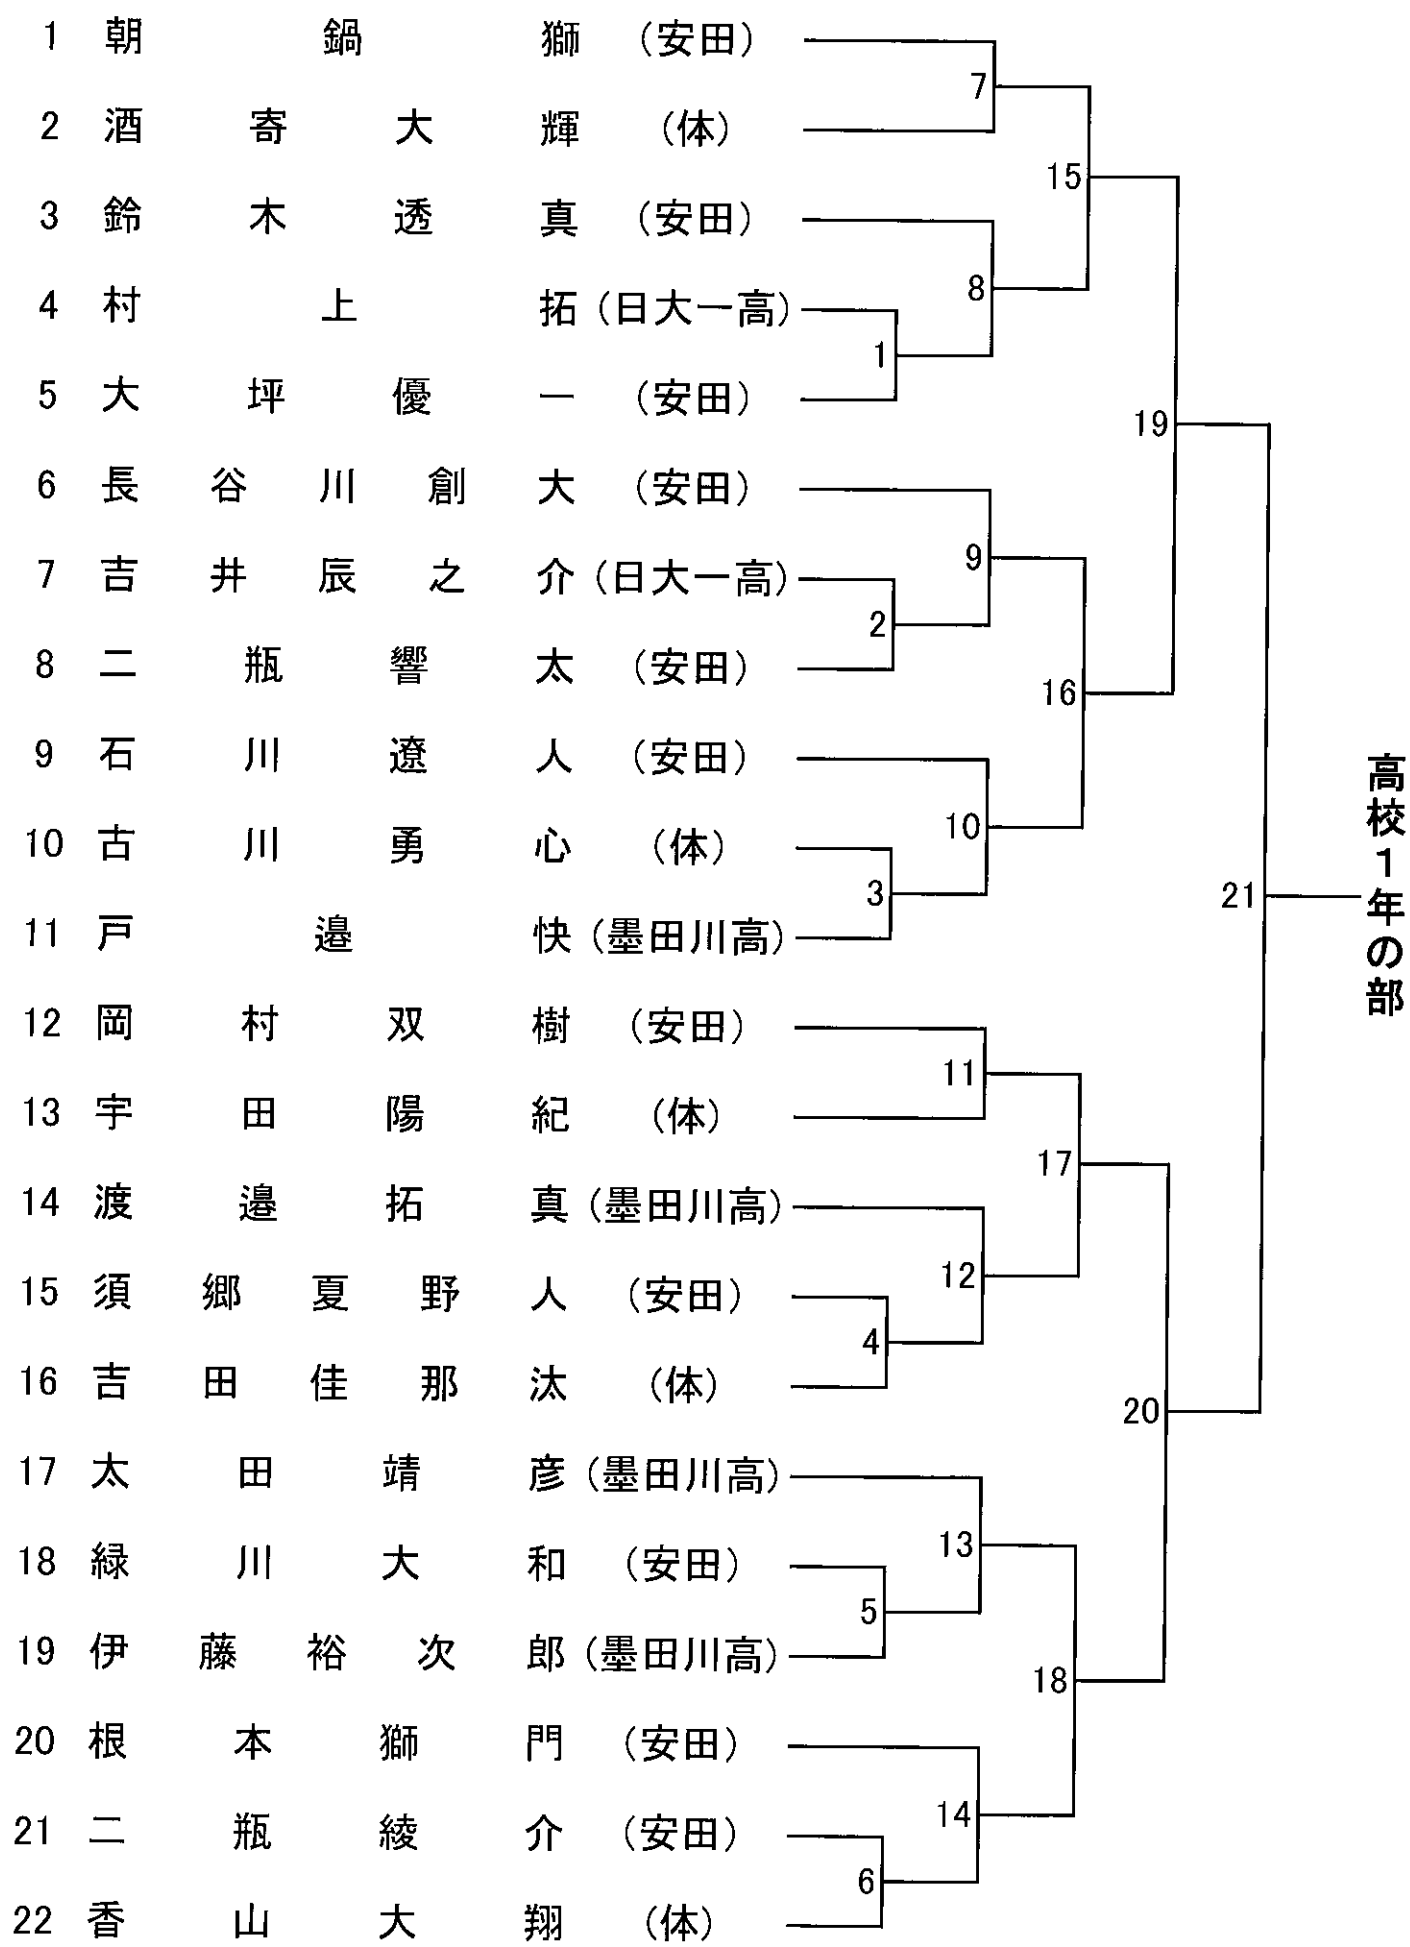 1 朝鍋獅 (安田)
2 酒寄大輝 (体)
3 鈴木透真 (安田)
4 村上拓 (日大一高)
5 大坪優一 (安田)
6 長谷川創大 (安田)
7 吉井辰之介 (日大一高)
8 二瓶響太 (安田)
9 石川遼人 (安田)
10 古川勇心 (体)
11 戸邉快 (墨田川高)
12 岡村双樹 (安田)
13 宇田陽紀 (体)
14 渡邉拓真 (墨田川高)
15 須郷夏野人 (安田)
16 吉田佳那汰 (体)
17 太田靖彦 (墨田川高)
18 緑川大和 (安田)
19 伊藤裕次郎 (墨田川高)
20 根本獅門 (安田)
21 二瓶綾介 (安田)
22 香山大翔 (体)
1
2
3
4
5
6
7
8
9
10
11
12
13
14
15
16
17
18
19
20
21
高校1年の部